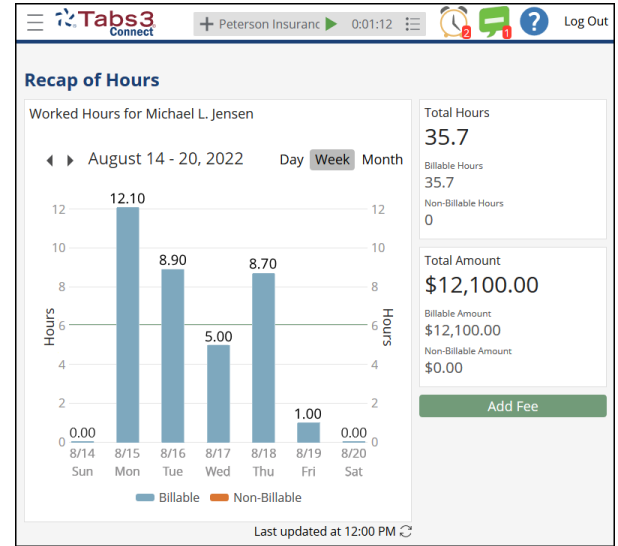 Tabs3 Connect
+ Peterson Insuranc 0:01:12
2
1
?
Log Out
Recap of Hours
Worked Hours for Michael L. Jensen
August 14 - 20, 2022
Day Week Month
Hours
12
10
8
6
4
2
0
0.00
12.10
8.90
5.00
8.70
1.00
0.00
12
10
8
6
4
2
0
Hours
8/14 8/15 8/16 8/17 8/18 8/19 8/20
Sun Mon Tue Wed Thu Fri Sat
Billable Non-Billable
Last updated at 12:00 PM
Total Hours
35.7
Billable Hours
35.7
Non-Billable Hours
0
Total Amount
$12,100.00
Billable Amount
$12,100.00
Non-Billable Amount
$0.00
Add Fee